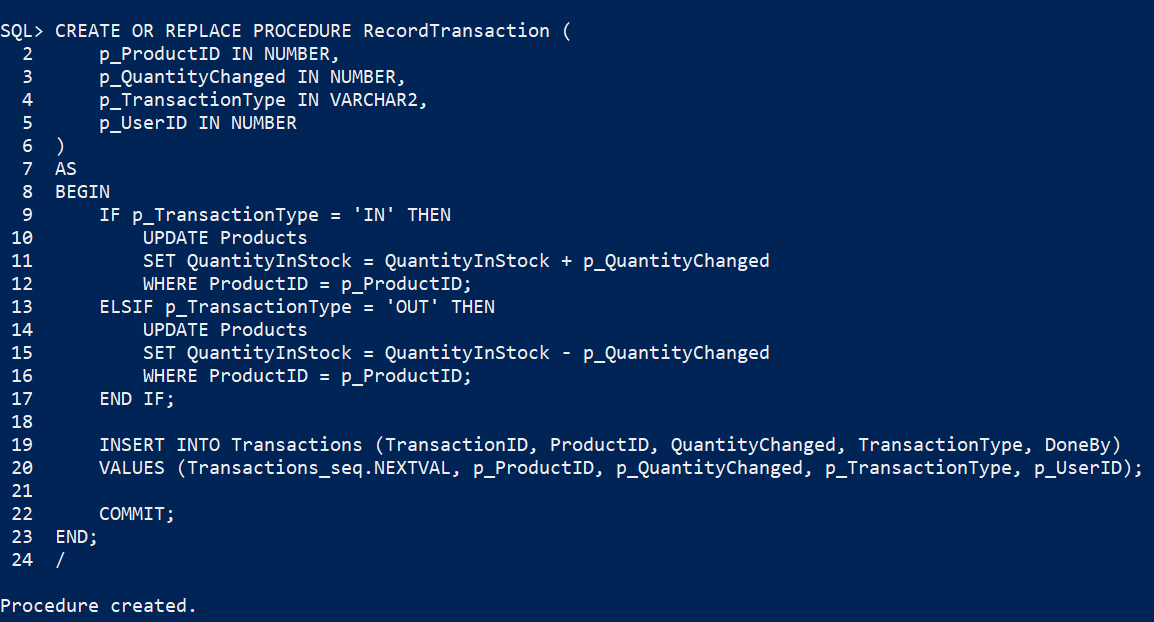 SQL> CREATE OR REPLACE PROCEDURE RecordTransaction (
  2      p_ProductID IN NUMBER,
  3      p_QuantityChanged IN NUMBER,
  4      p_TransactionType IN VARCHAR2,
  5      p_UserID IN NUMBER
  6  )
  7  AS
  8  BEGIN
  9      IF p_TransactionType = 'IN' THEN
 10          UPDATE Products
 11          SET QuantityInStock = QuantityInStock + p_QuantityChanged
 12          WHERE ProductID = p_ProductID;
 13      ELSIF p_TransactionType = 'OUT' THEN
 14          UPDATE Products
 15          SET QuantityInStock = QuantityInStock - p_QuantityChanged
 16          WHERE ProductID = p_ProductID;
 17      END IF;
 18
 19      INSERT INTO Transactions (TransactionID, ProductID, QuantityChanged, TransactionType, DoneBy)
 20      VALUES (Transactions_seq.NEXTVAL, p_ProductID, p_QuantityChanged, p_TransactionType, p_UserID);
 21
 22      COMMIT;
 23  END;
 24  /
Procedure created.